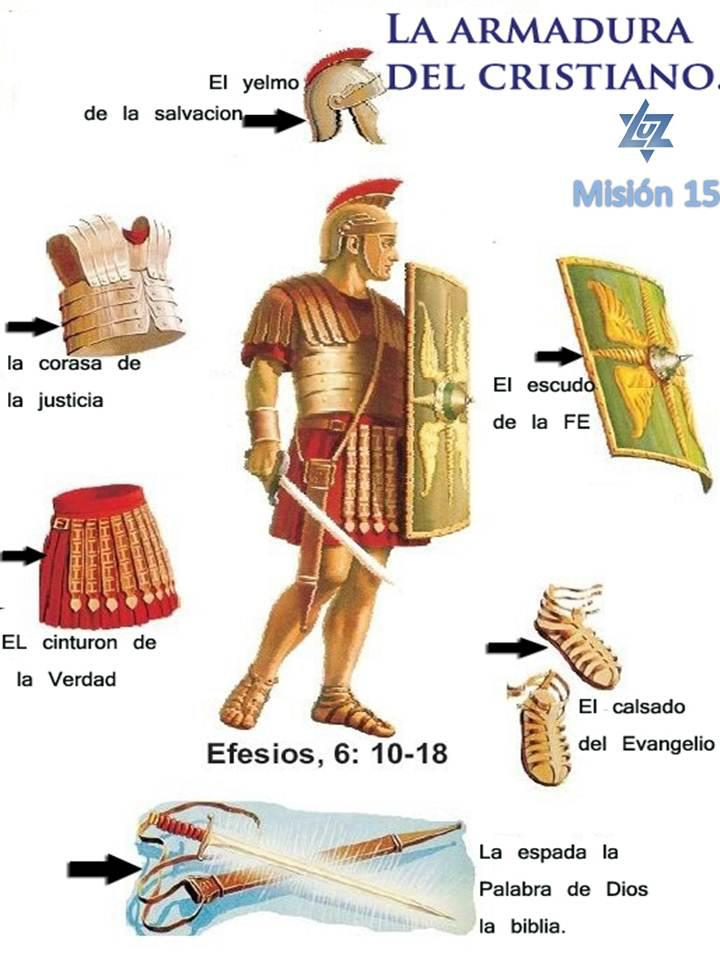 LA ARMADURA
DEL CRISTIANO.
LUZ
Misión 15
El yelmo
de la salvacion
la corasa de
la justicia
El escudo
de la FE
EL cinturon de
la Verdad
El calsado
del Evangelio
Efesios, 6: 10-18
La espada la
Palabra de Dios
la biblia.